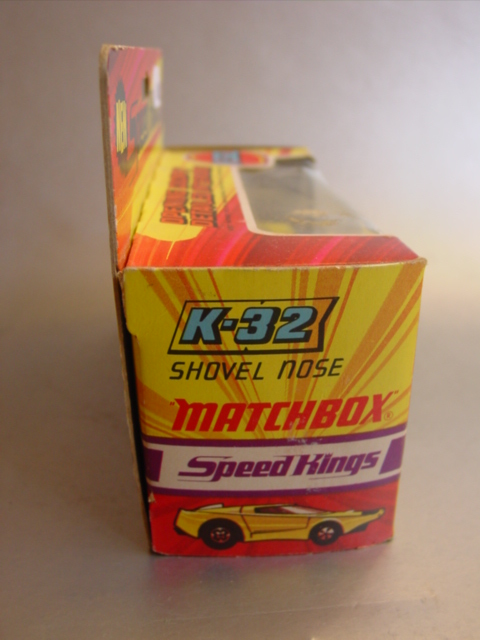 K-32
SHOVEL NOSE
"MATCHBOX"®
Speed Kings